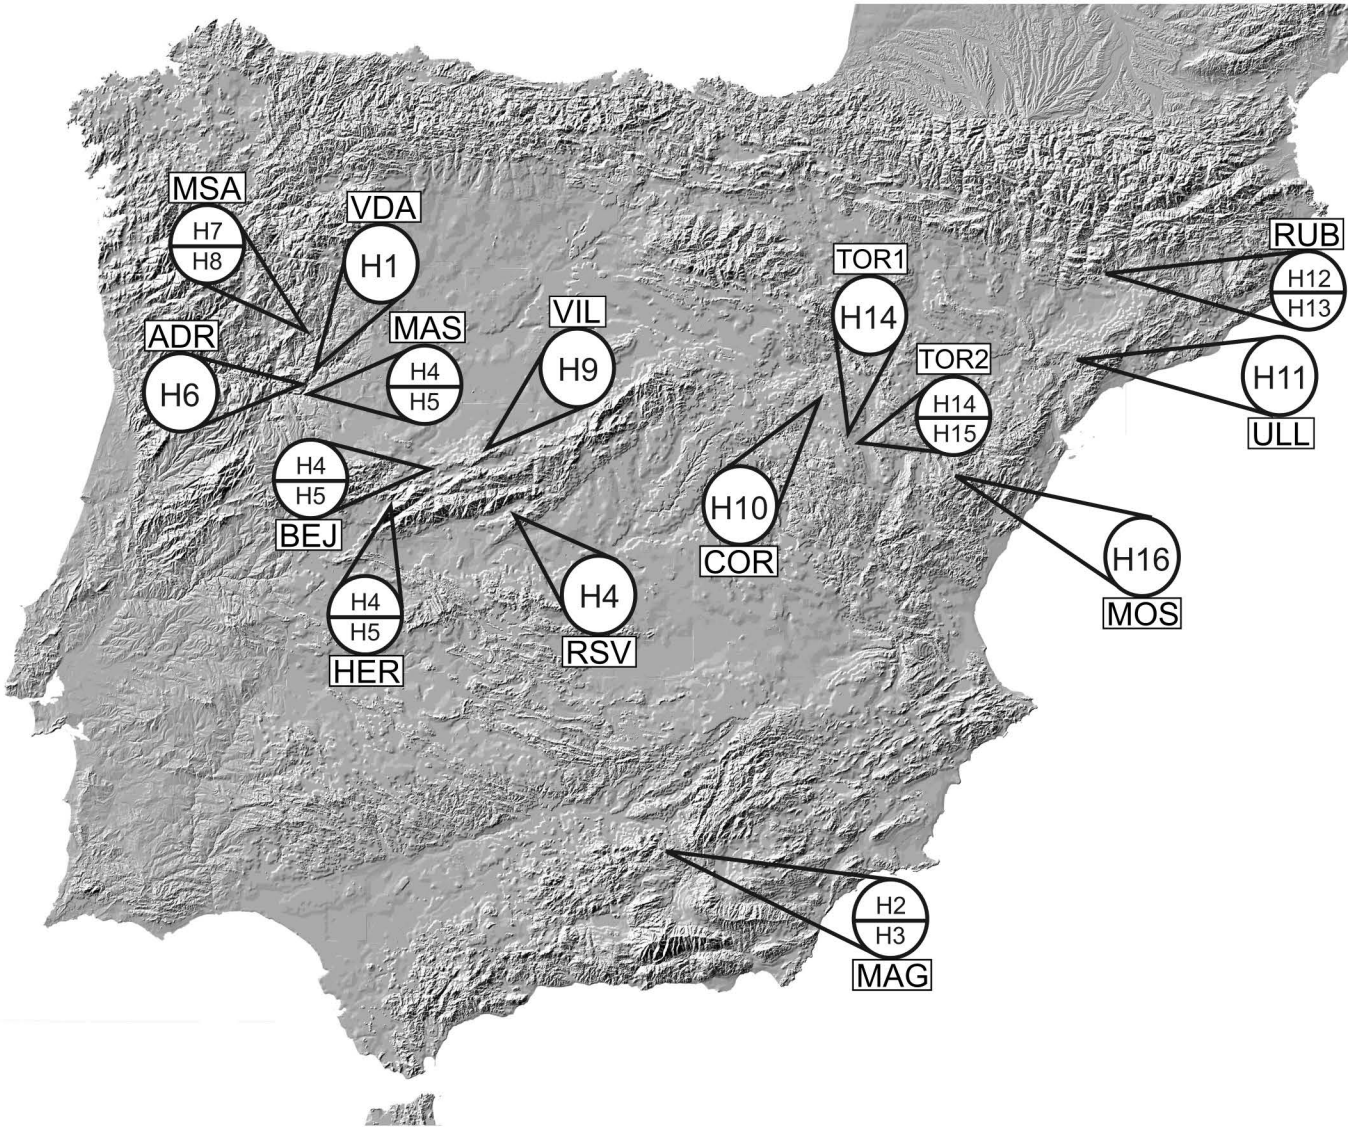 MSA
H7
H8
VDA
H1
ADR
H6
MAS
H4
H5
VIL
H9
TOR1
H14
TOR2
H14
H15
RUB
H12
H13
H11
ULL
H4
H5
BEJ
H10
COR
H16
MOS
H4
H5
HER
H4
RSV
H2
H3
MAG